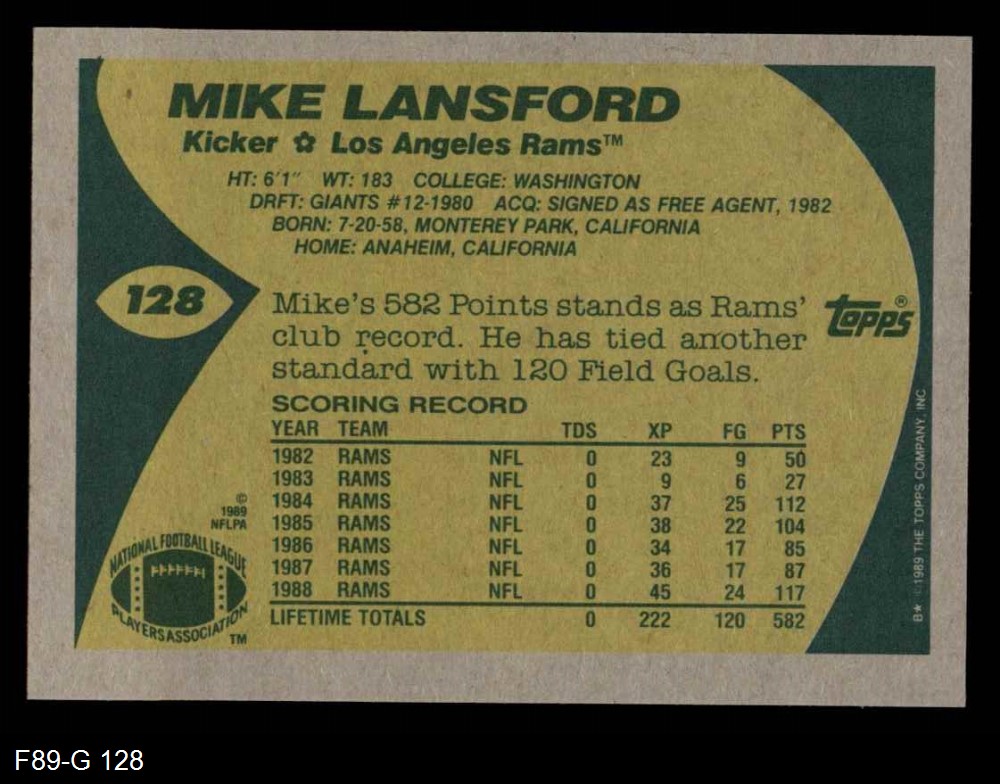 MIKE LANSFORD
Kicker ✿ Los Angeles Rams™
HT: 6'1" WT: 183 COLLEGE: WASHINGTON
DRFT: GIANTS #12-1980 ACQ: SIGNED AS FREE AGENT, 1982
BORN: 7-20-58, MONTEREY PARK, CALIFORNIA
HOME: ANAHEIM, CALIFORNIA
128
Mike's 582 Points stands as Rams'
club record. He has tied another
standard with 120 Field Goals.
topps®
SCORING RECORD
YEAR TEAM TDS XP FG PTS
1982 RAMS NFL 0 23 9 50
1983 RAMS NFL 0 9 6 27
1984 RAMS NFL 0 37 25 112
1985 RAMS NFL 0 38 22 104
1986 RAMS NFL 0 34 17 85
1987 RAMS NFL 0 36 17 87
1988 RAMS NFL 0 45 24 117
LIFETIME TOTALS 0 222 120 582
©
1989
NFLPA
NATIONAL FOOTBALL LEAGUE
PLAYERS ASSOCIATION
TM
B★ ©1989 THE TOPPS COMPANY, INC.
F89-G 128